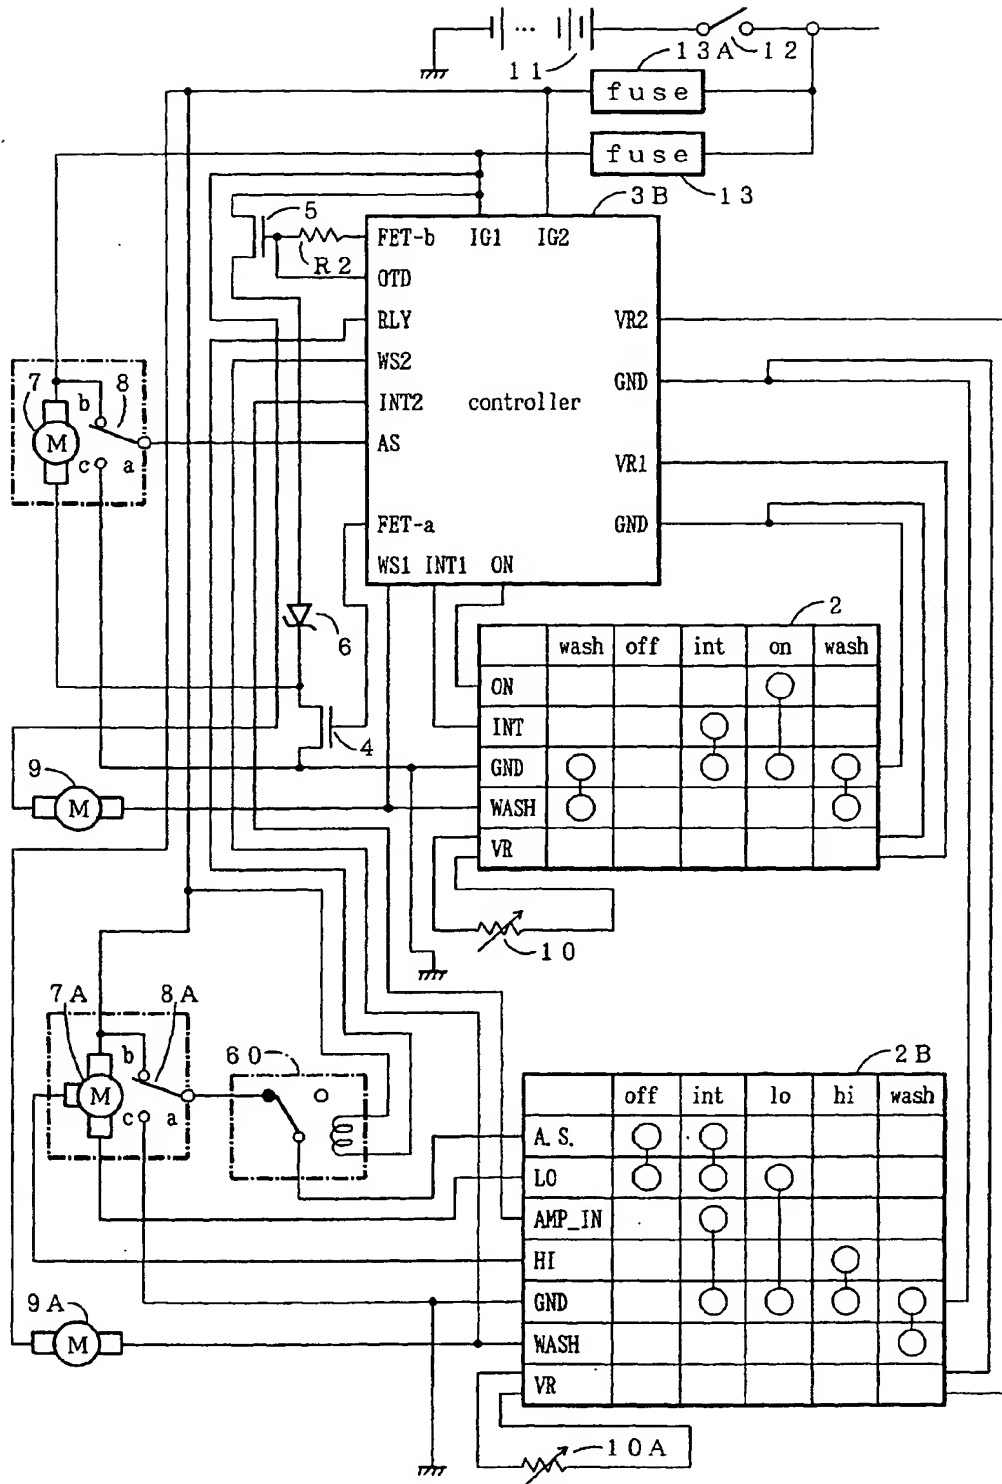 11
13A
12
fuse
fuse
13
3B
5
R2
FET-b IG1 IG2
OTD
RLY VR2
WS2
GND
INT2 controller
AS
VR1
FET-a
GND
WS1 INT1 ON
7
8
b
M
c
a
6
4
9
M
2
wash off int on wash
ON
INT
GND
WASH
VR
10
7A
8A
b
M
c
a
60
2B
off int lo hi wash
A.S.
LO
AMP_IN
HI
GND
WASH
VR
9A
M
10A